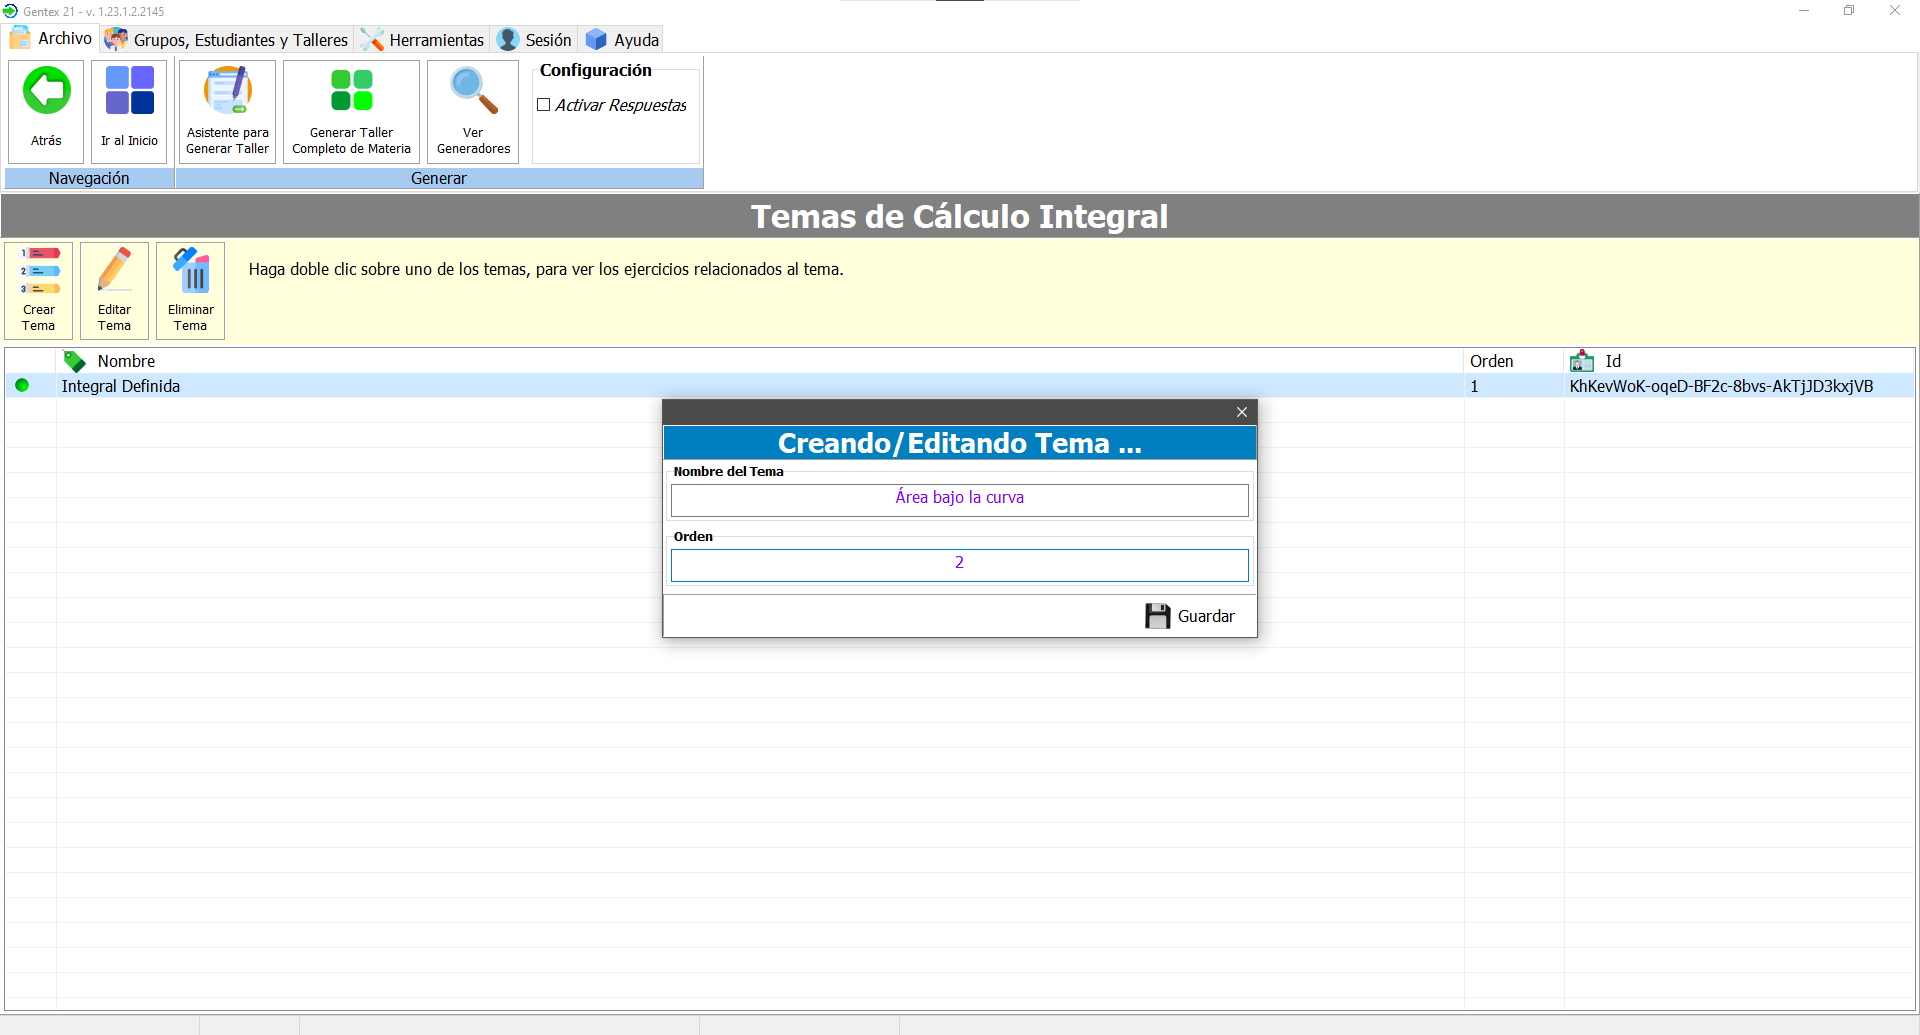 Gentex 21 - v. 1.23.1.2.2145
Archivo
Grupos, Estudiantes y Talleres
Herramientas
Sesión
Ayuda
Atrás
Ir al Inicio
Asistente para
Generar Taller
Generar Taller
Completo de Materia
Ver
Generadores
Configuración
Activar Respuestas
Navegación
Generar
Temas de Cálculo Integral
Crear
Tema
Editar
Tema
Eliminar
Tema
Haga doble clic sobre uno de los temas, para ver los ejercicios relacionados al tema.
Nombre
Orden
Id
Integral Definida
1
KhKevWoK-oqeD-BF2c-8bvs-AkTjJD3kxjVB
Creando/Editando Tema ...
Nombre del Tema
Área bajo la curva
Orden
2
Guardar